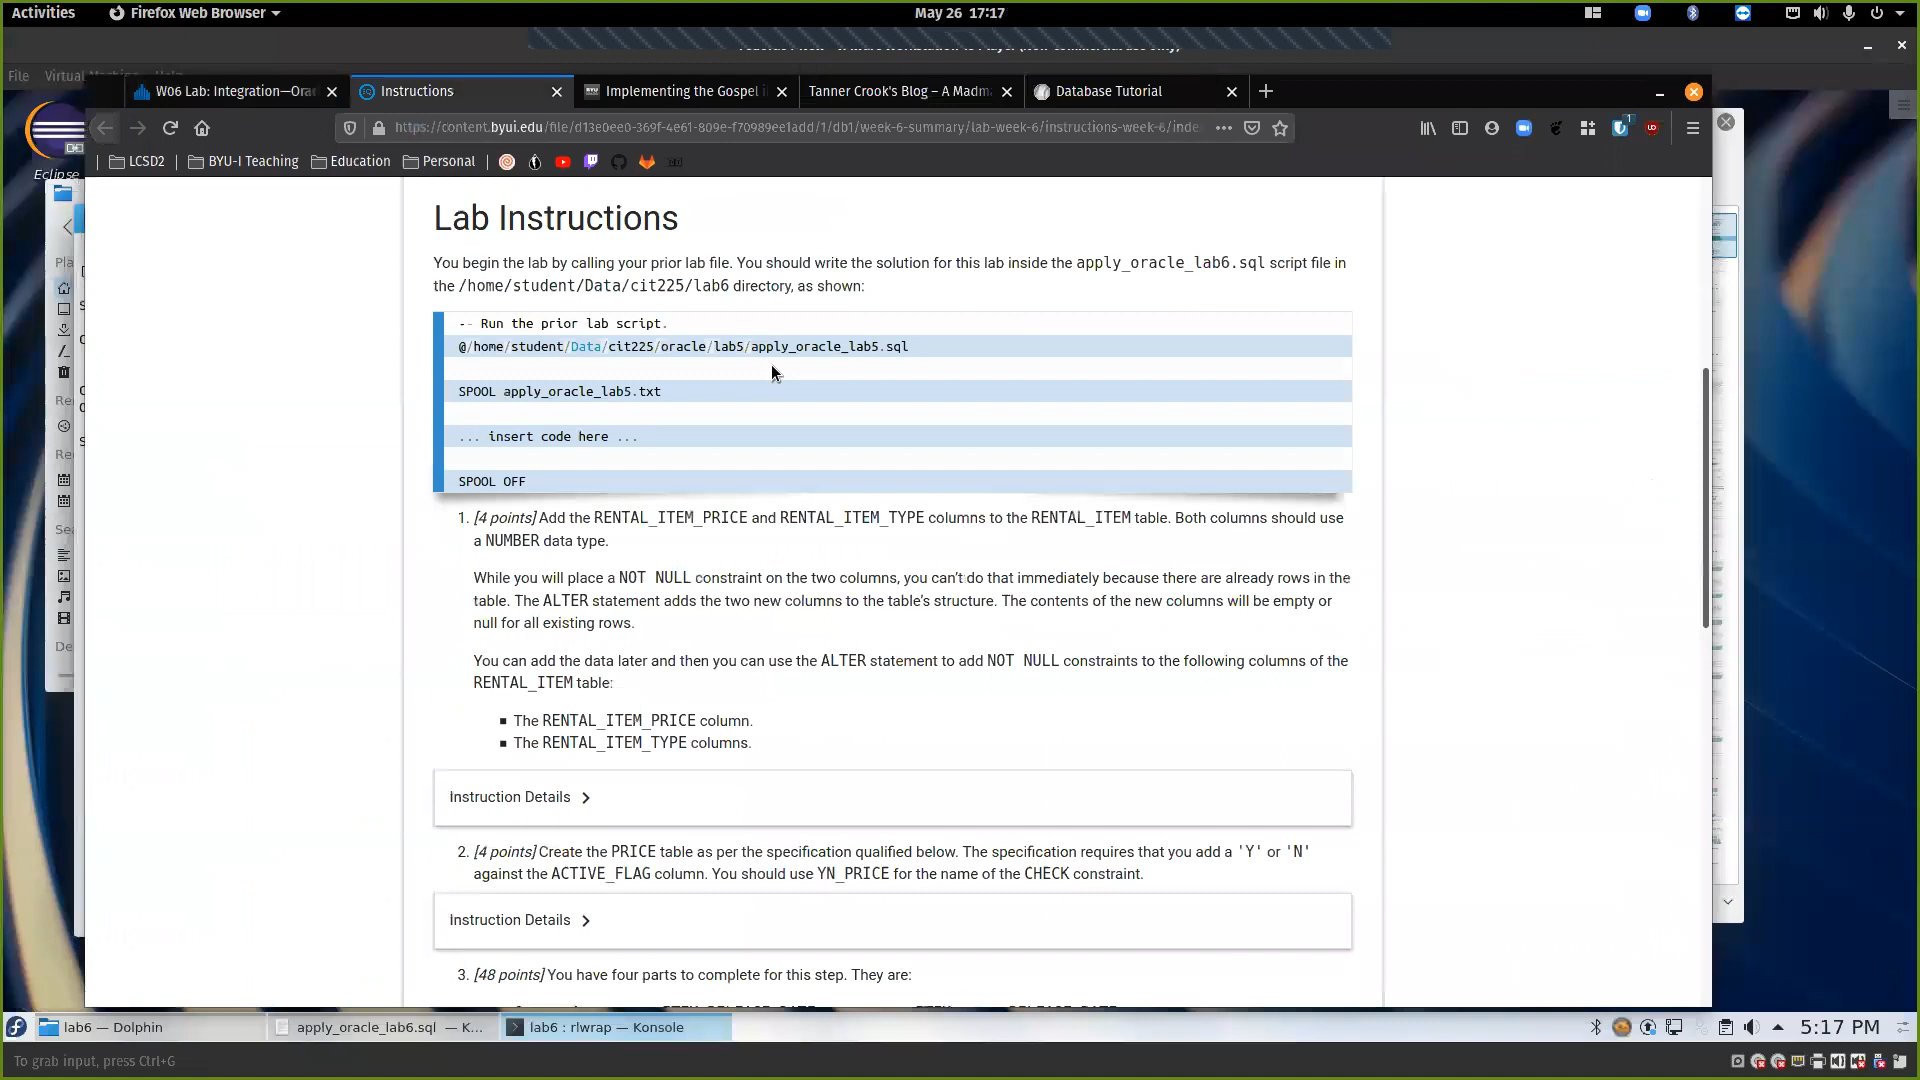 Activities
Firefox Web Browser
May 26 17:17
File
Virtual Machine
Help
W06 Lab: Integration—Ora
Instructions
Implementing the Gospel i
Tanner Crook's Blog – A Madm
Database Tutorial
https://content.byui.edu/file/d13e0ee0-369f-4e61-809e-f70989ee1add/1/db1/week-6-summary/lab-week-6/instructions-week-6/inde
LCSD2
BYU-I Teaching
Education
Personal
Eclipse
Lab Instructions
You begin the lab by calling your prior lab file. You should write the solution for this lab inside the apply_oracle_lab6.sql script file in
the /home/student/Data/cit225/lab6 directory, as shown:
-- Run the prior lab script.
@/home/student/Data/cit225/oracle/lab5/apply_oracle_lab5.sql
SPOOL apply_oracle_lab5.txt
... insert code here ...
SPOOL OFF
1. [4 points] Add the RENTAL_ITEM_PRICE and RENTAL_ITEM_TYPE columns to the RENTAL_ITEM table. Both columns should use
a NUMBER data type.
While you will place a NOT NULL constraint on the two columns, you can't do that immediately because there are already rows in the
table. The ALTER statement adds the two new columns to the table's structure. The contents of the new columns will be empty or
null for all existing rows.
You can add the data later and then you can use the ALTER statement to add NOT NULL constraints to the following columns of the
RENTAL_ITEM table:
■ The RENTAL_ITEM_PRICE column.
■ The RENTAL_ITEM_TYPE columns.
Instruction Details
2. [4 points] Create the PRICE table as per the specification qualified below. The specification requires that you add a 'Y' or 'N'
against the ACTIVE_FLAG column. You should use YN_PRICE for the name of the CHECK constraint.
Instruction Details
3. [48 points] You have four parts to complete for this step. They are:
Pla
Re
Re
Se
De
lab6 — Dolphin
apply_oracle_lab6.sql — K...
lab6 : rlwrap — Konsole
5:17 PM
To grab input, press Ctrl+G